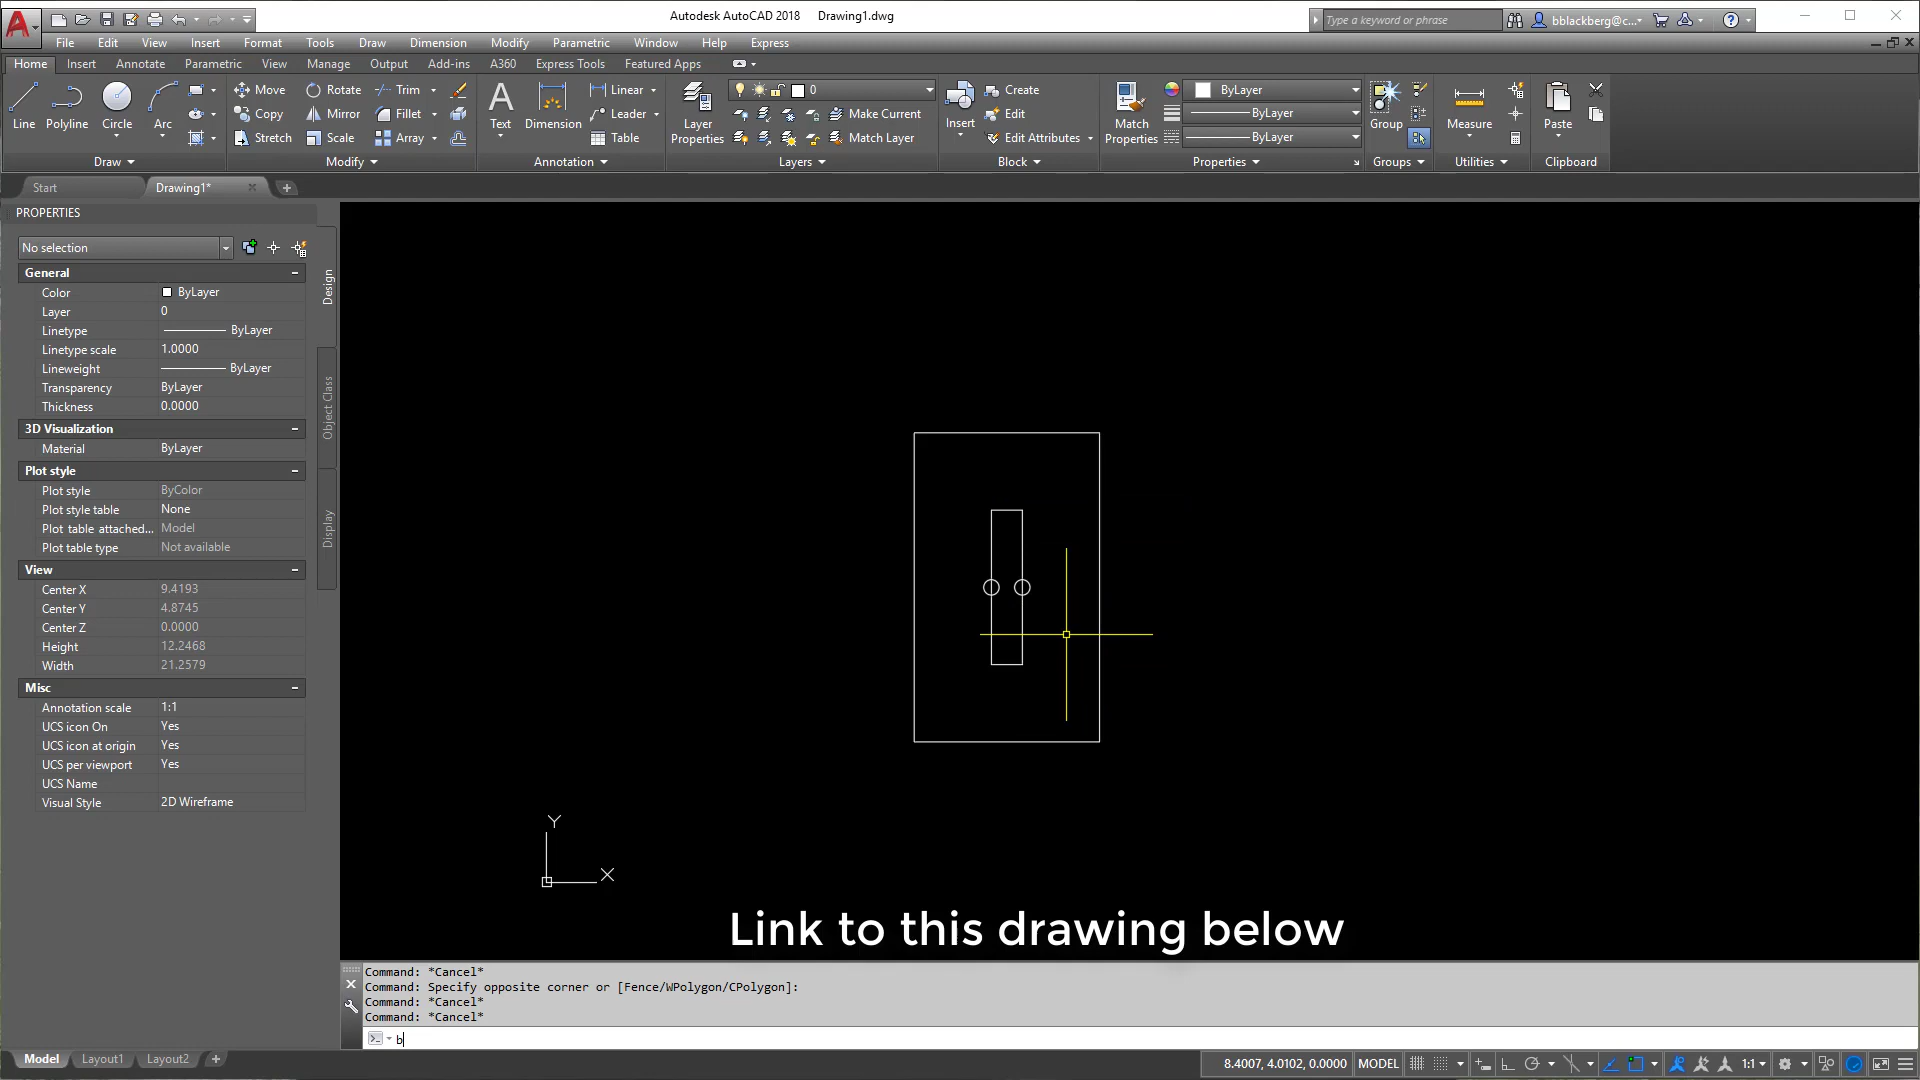 Autodesk AutoCAD 2018 Drawing1.dwg
Type a keyword or phrase
bblackberg@c...
File Edit View Insert Format Tools Draw Dimension Modify Parametric Window Help Express
Home Insert Annotate Parametric View Manage Output Add-ins A360 Express Tools Featured Apps
Line Polyline Circle Arc
Draw
Move Rotate Trim
Copy Mirror Fillet
Stretch Scale Array
Modify
Text Dimension
Linear
Leader
Table
Annotation
Layer Properties
0
Make Current
Match Layer
Layers
Insert
Create
Edit
Edit Attributes
Block
Match Properties
ByLayer
ByLayer
ByLayer
Properties
Group
Groups
Measure
Utilities
Paste
Clipboard
Start Drawing1*
PROPERTIES
No selection
General
Color ByLayer
Layer 0
Linetype ByLayer
Linetype scale 1.0000
Lineweight ByLayer
Transparency ByLayer
Thickness 0.0000
3D Visualization
Material ByLayer
Plot style
Plot style ByColor
Plot style table None
Plot table attached... Model
Plot table type Not available
View
Center X 9.4193
Center Y 4.8745
Center Z 0.0000
Height 12.2468
Width 21.2579
Misc
Annotation scale 1:1
UCS icon On Yes
UCS icon at origin Yes
UCS per viewport Yes
UCS Name
Visual Style 2D Wireframe
Design
Object Class
Display
Y
X
Link to this drawing below
Command: *Cancel*
Command: Specify opposite corner or [Fence/WPolygon/CPolygon]:
Command: *Cancel*
Command: *Cancel*
b
Model Layout1 Layout2
8.4007, 4.0102, 0.0000 MODEL 1:1